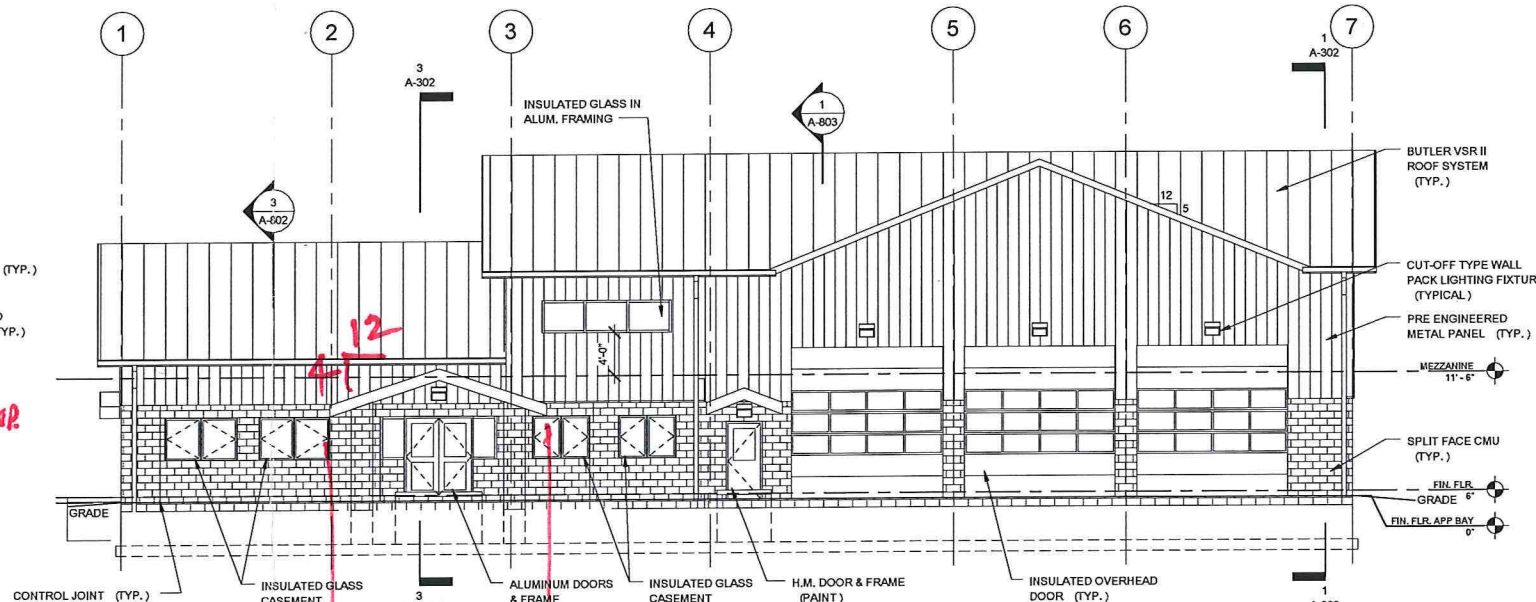 1
2
3
4
5
6
7
3
A-302
1
A-302
INSULATED GLASS IN
ALUM. FRAMING
1
A-803
BUTLER VSR II
ROOF SYSTEM
(TYP.)
12
5
3
A-802
(TYP.)
CUT-OFF TYPE WALL
PACK LIGHTING FIXTUR
(TYPICAL)
PRE ENGINEERED
METAL PANEL (TYP.)
12
4
4'-0"
MEZZANINE
11' - 6"
SPLIT FACE CMU
(TYP.)
FIN. FLR.
6"
GRADE
GRADE
FIN. FLR. APP BAY
0"
CONTROL JOINT (TYP.)
INSULATED GLASS
CASEMENT
3
ALUMINUM DOORS
& FRAME
INSULATED GLASS
CASEMENT
H.M. DOOR & FRAME
(PAINT)
INSULATED OVERHEAD
DOOR (TYP.)
1